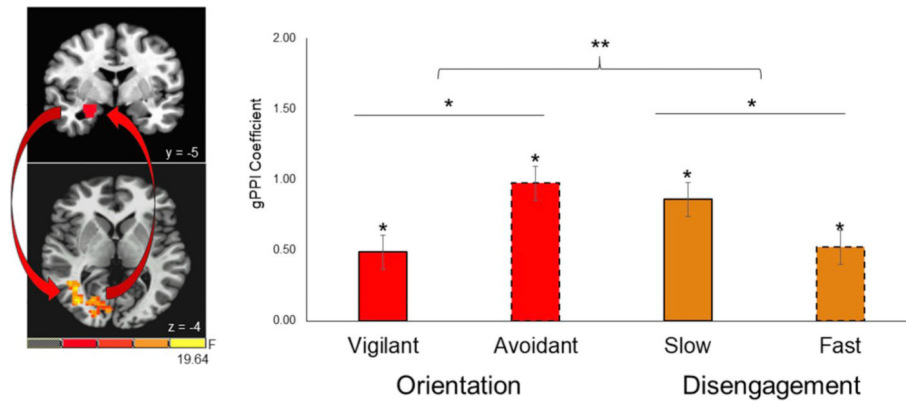 y = -5
z = -4
F
19.64
gPPI Coefficient
2.00
1.50
1.00
0.50
0.00
**
*
*
*
*
*
*
Vigilant
Avoidant
Slow
Fast
Orientation
Disengagement